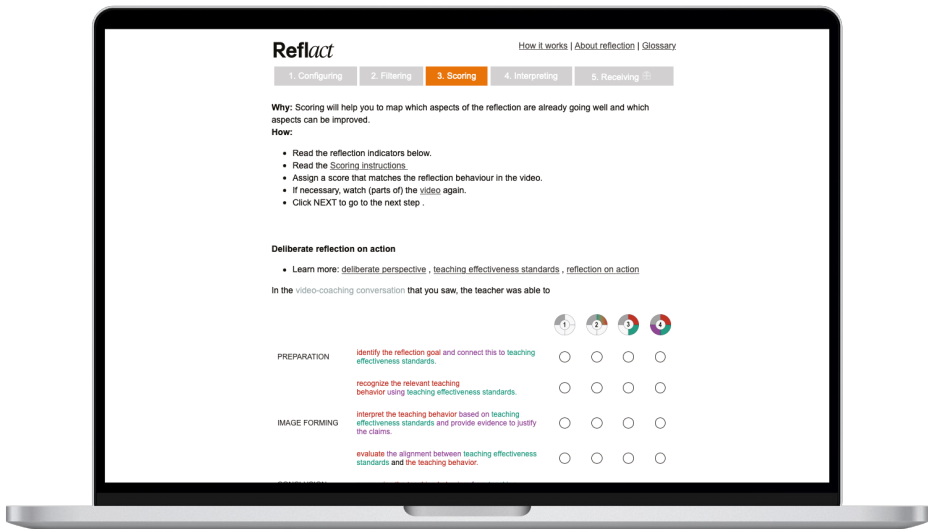 Reflact
How it works | About reflection | Glossary
1. Configuring
2. Filtering
3. Scoring
4. Interpreting
5. Receiving
Why: Scoring will help you to map which aspects of the reflection are already going well and which
aspects can be improved.
How:
• Read the reflection indicators below.
• Read the Scoring instructions
• Assign a score that matches the reflection behaviour in the video.
• If necessary, watch (parts of) the video again.
• Click NEXT to go to the next step .
Deliberate reflection on action
• Learn more: deliberate perspective , teaching effectiveness standards , reflection on action
In the video-coaching conversation that you saw, the teacher was able to
1 2 3 4
PREPARATION
identify the reflection goal and connect this to teaching
effectiveness standards.
recognize the relevant teaching
behavior using teaching effectiveness standards.
IMAGE FORMING
interpret the teaching behavior based on teaching
effectiveness standards and provide evidence to justify
the claims.
evaluate the alignment between teaching effectiveness
standards and the teaching behavior.